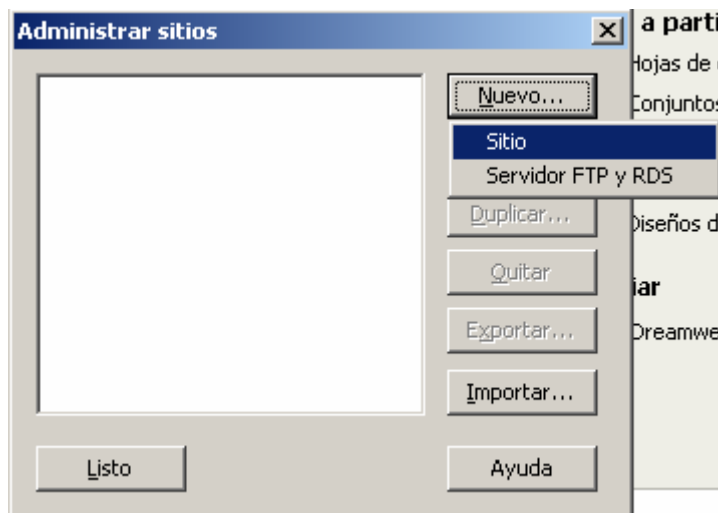 Administrar sitios
a parti
Hojas de
Nuevo...
Conjuntos
Sitio
Servidor FTP y RDS
Duplicar...
Diseños d
Quitar
iar
Exportar...
Dreamwe
Importar...
Listo
Ayuda